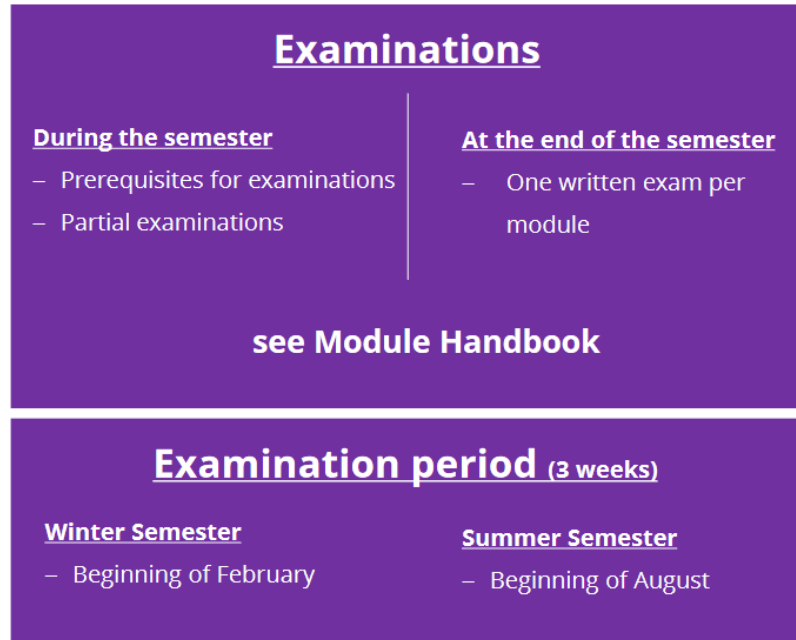 Examinations
During the semester
– Prerequisites for examinations
– Partial examinations
At the end of the semester
– One written exam per
module
see Module Handbook
Examination period (3 weeks)
Winter Semester
– Beginning of February
Summer Semester
– Beginning of August